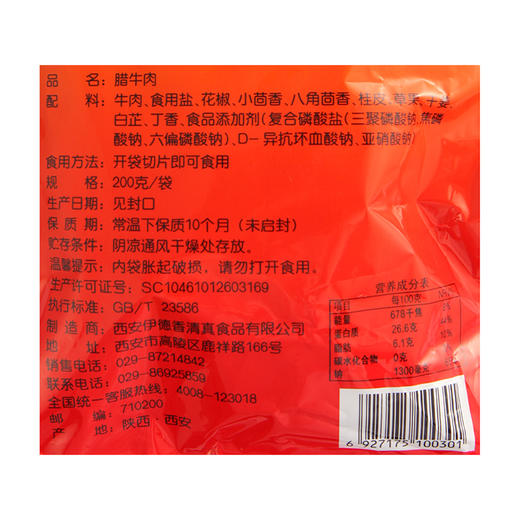 品 名：腊牛肉
配 料：牛肉、食用盐、花椒、小茴香、八角茴香、桂皮、草果、干姜、
白芷、丁香、食品添加剂(复合磷酸盐(三聚磷酸钠、焦磷
酸钠、六偏磷酸钠)、D-异抗坏血酸钠、亚硝酸钠)
食用方法：开袋切片即可食用
规 格：200克/袋
生产日期：见封口
保 质 期：常温下保质10个月（未启封）
贮存条件：阴凉通风干燥处存放。
温馨提示：内袋胀起破损，请勿打开食用。
生产许可证号：SC10461012603169
执行标准：GB/T 23586
制 造 商：西安伊德香清真食品有限公司
地 址：西安市高陵区鹿祥路166号
销售电话：029-87214842
联系电话：029-86925859
全国统一客服热线：4008-123018
邮 编：710200
产 地：陕西·西安
营养成分表
项目 每100克
能量 678千焦
蛋白质 26.6克
脂肪 6.1克
碳水化合物 0克
钠 1300毫克
6 927175 100301